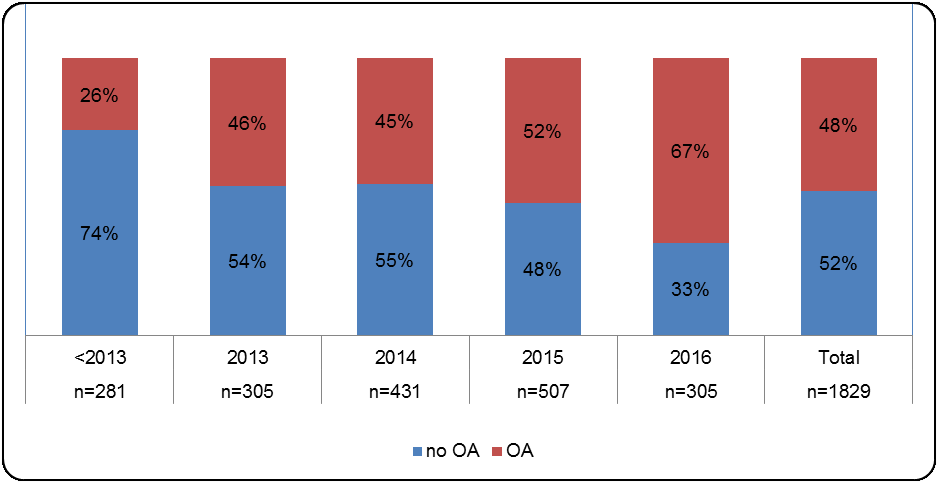 26% 46% 45% 52% 67% 48%
74% 54% 55% 48% 33% 52%
<2013 2013 2014 2015 2016 Total
n=281 n=305 n=431 n=507 n=305 n=1829
no OA OA